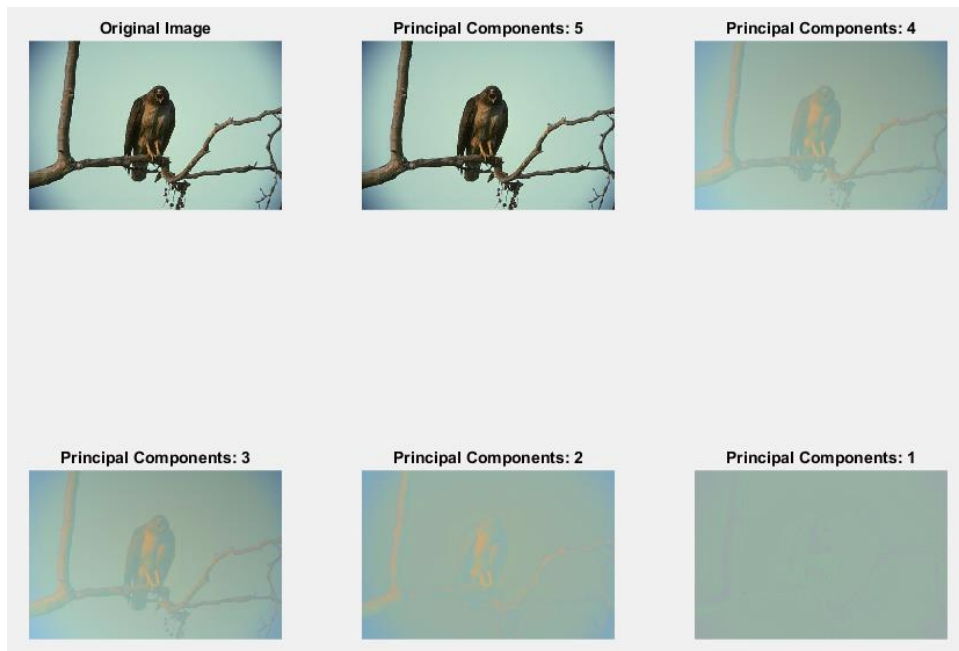 Original Image
Principal Components: 5
Principal Components: 4
Principal Components: 3
Principal Components: 2
Principal Components: 1